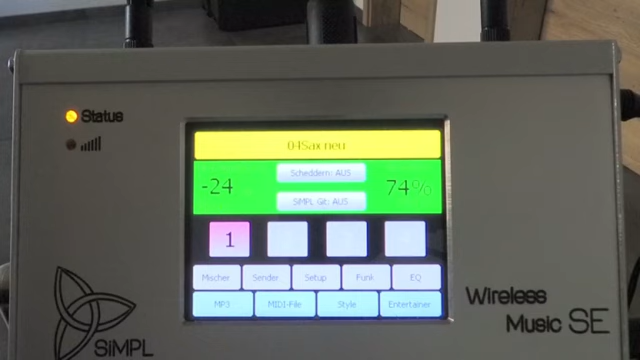 Status
04Sax neu
-24
Scheddern: AUS
74%
SiMPL Git: AUS
1
Mischer Sender Setup Funk EQ
MP3 MIDI-File Style Entertainer
Wireless
Music SE
SiMPL